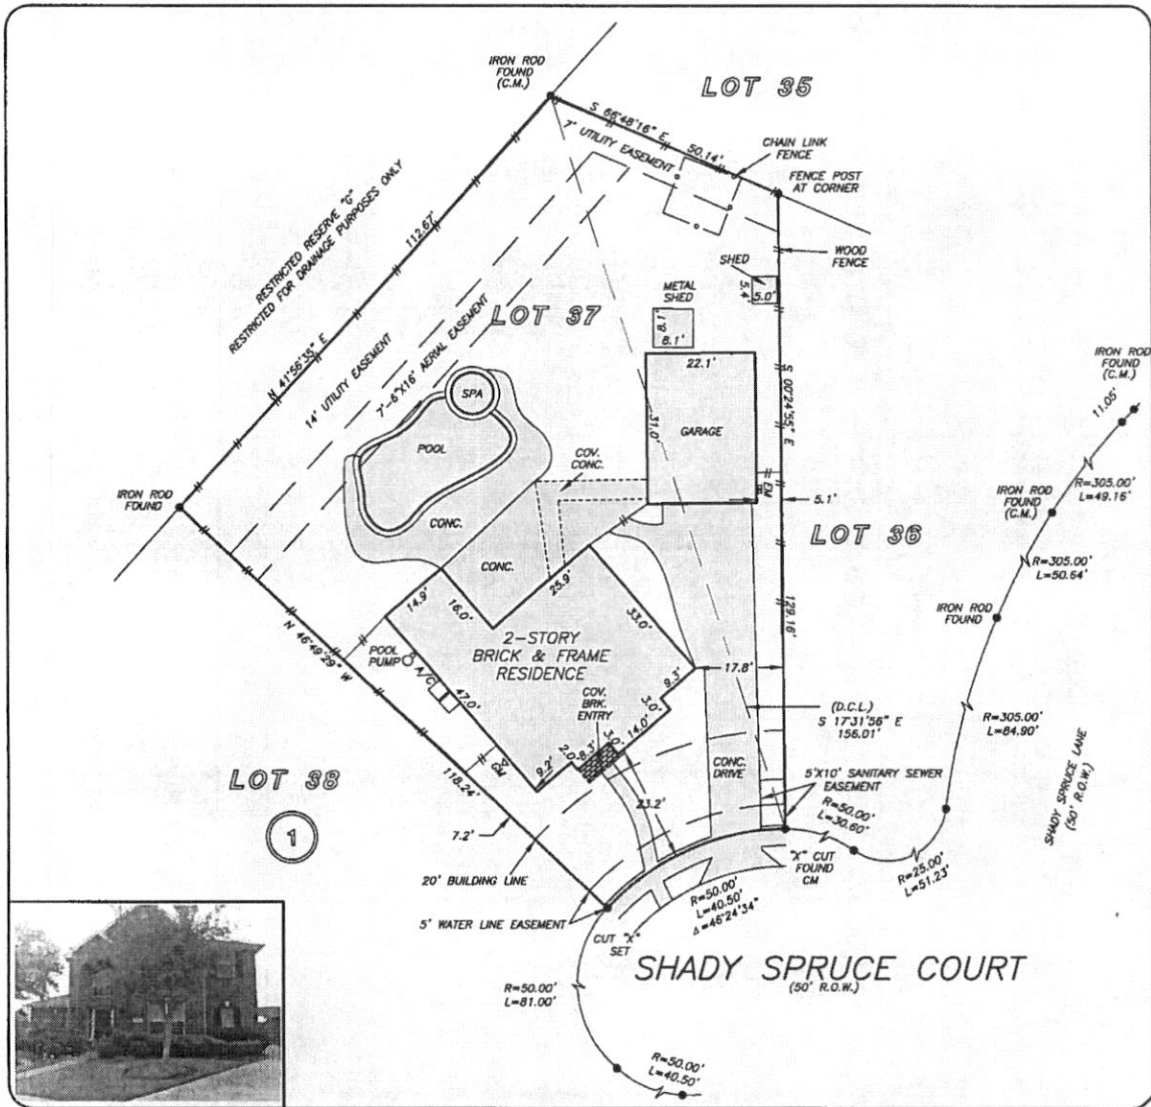 IRON ROD
FOUND
(C.M.)
LOT 35
S 66°48'16" E
50.14'
7' UTILITY EASEMENT
CHAIN LINK
FENCE
FENCE POST
AT CORNER
RESTRICTED RESERVE "G"
RESTRICTED FOR DRAINAGE PURPOSES ONLY
112.67'
N 41°56'35" E
WOOD
FENCE
SHED
5.4'
5.0'
METAL
SHED
8.1'
8.1'
LOT 37
14' UTILITY EASEMENT
7'-6"X16' AERIAL EASEMENT
22.1'
31.0'
GARAGE
S 00°24'55" E
SPA
POOL
COV.
CONC.
CONC.
CONC.
IRON ROD
FOUND
EM
5.1'
LOT 36
IRON ROD
FOUND
(C.M.)
11.05'
R=305.00'
L=49.16'
IRON ROD
FOUND
(C.M.)
R=305.00'
L=50.64'
IRON ROD
FOUND
129.16'
14.9'
16.0'
25.9'
33.0'
N 46°49'29" W
2-STORY
BRICK & FRAME
RESIDENCE
POOL
PUMP
A/C
47.0'
17.8'
9.3'
3.0'
14.0'
COV.
BRK.
ENTRY
3.0'
8.3'
2.0'
9.2'
GM
(D.C.L.)
S 17°31'56" E
156.01'
R=305.00'
L=84.90'
SHADY SPRUCE LANE
(50' R.O.W.)
CONC.
DRIVE
5'X10' SANITARY SEWER
EASEMENT
R=50.00'
L=30.60'
LOT 38
1
118.24'
7.2'
23.2'
20' BUILDING LINE
5' WATER LINE EASEMENT
"X" CUT
FOUND
CM
R=25.00'
L=51.23'
R=50.00'
L=40.50'
Δ=46°24'34"
CUT "X"
SET
SHADY SPRUCE COURT
(50' R.O.W.)
R=50.00'
L=81.00'
R=50.00'
L=40.50'